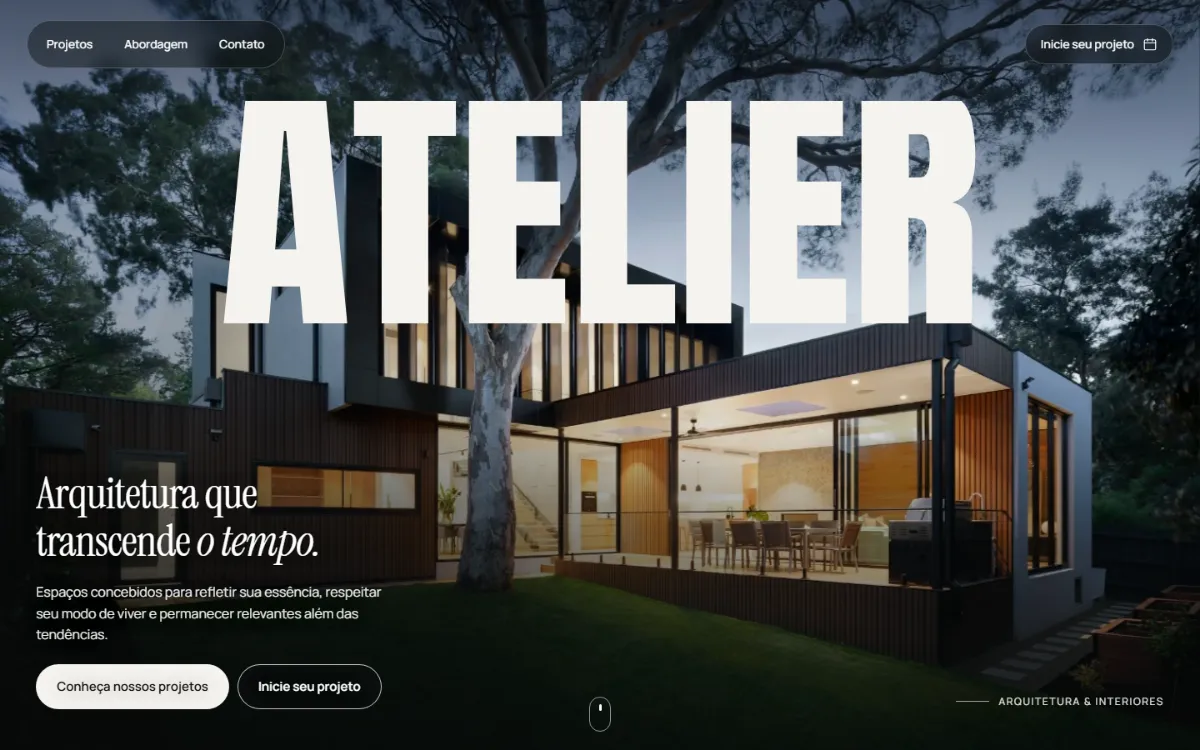 Projetos Abordagem Contato
Inicie seu projeto
ATELIER
Arquitetura que
transcende o tempo.
Espaços concebidos para refletir sua essência, respeitar
seu modo de viver e permanecer relevantes além das
tendências.
Conheça nossos projetos
Inicie seu projeto
ARQUITETURA & INTERIORES